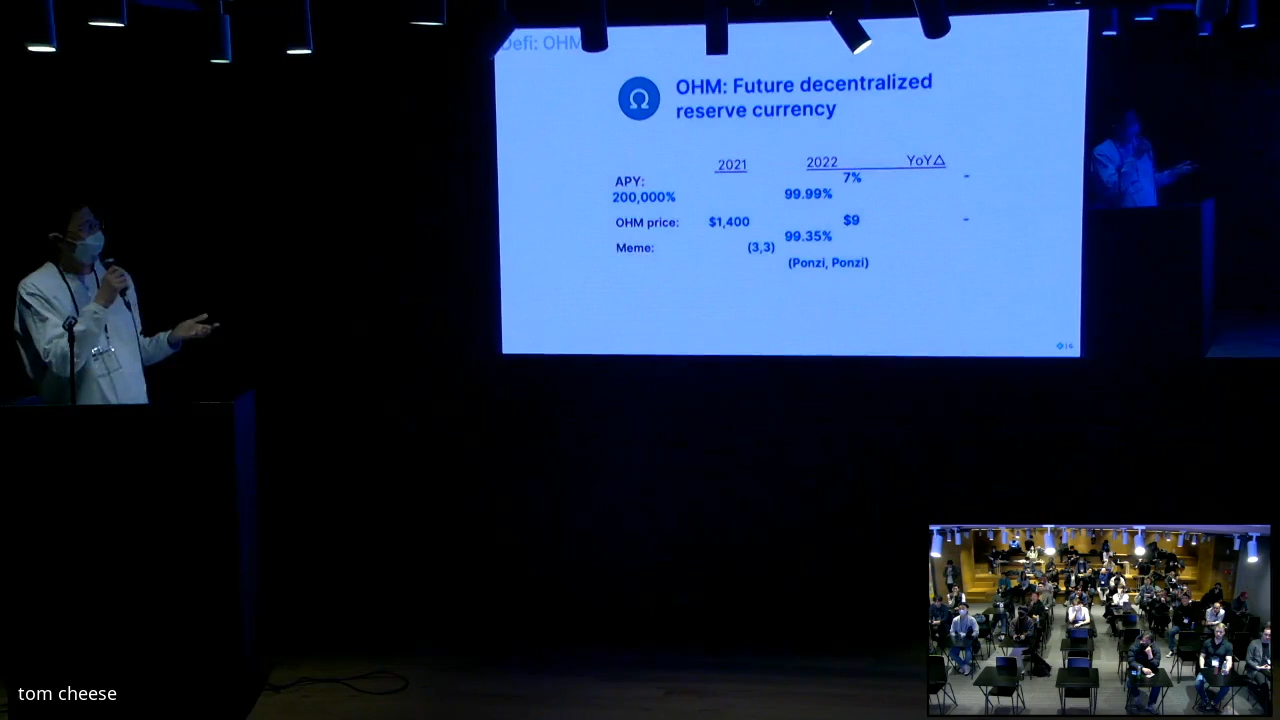 Defi: OHM
Ω
OHM: Future decentralized
reserve currency
2021 2022 YoY△
APY: 7% -
200,000% 99.99%
OHM price: $1,400 $9 -
99.35%
Meme: (3,3)
(Ponzi, Ponzi)
tom cheese